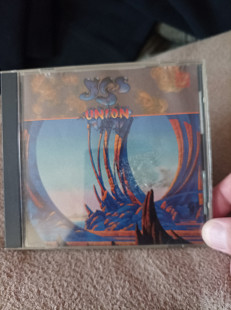 YES
UNION